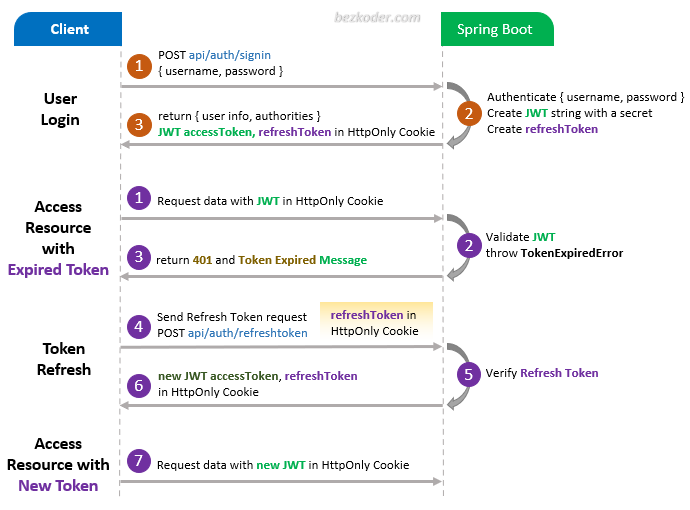 bezkoder.com
Client
Spring Boot
User
Login
1
POST api/auth/signin
{ username, password }
2
Authenticate { username, password }
Create JWT string with a secret
Create refreshToken
3
return { user info, authorities }
JWT accessToken, refreshToken in HttpOnly Cookie
Access
Resource
with
Expired Token
1
Request data with JWT in HttpOnly Cookie
2
Validate JWT
throw TokenExpiredError
3
return 401 and Token Expired Message
Token
Refresh
4
Send Refresh Token request
POST api/auth/refreshtoken
refreshToken in
HttpOnly Cookie
5
Verify Refresh Token
6
new JWT accessToken, refreshToken
in HttpOnly Cookie
Access
Resource with
New Token
7
Request data with new JWT in HttpOnly Cookie